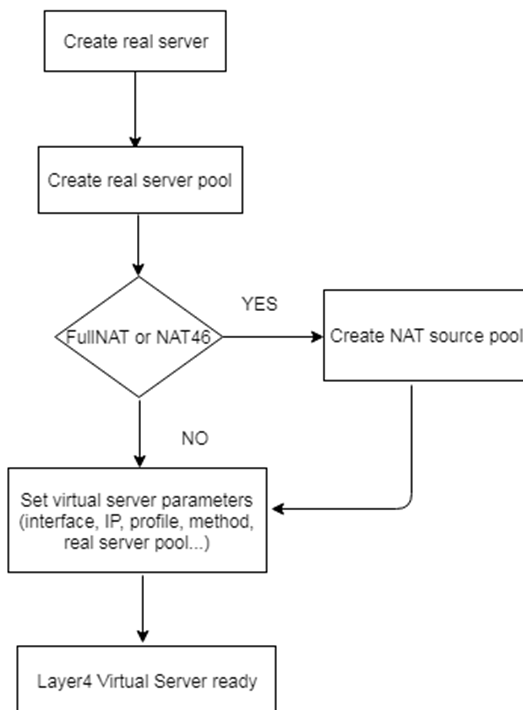 Create real server
Create real server pool
YES
FullNAT or NAT46
Create NAT source pool
NO
Set virtual server parameters
(interface, IP, profile, method,
real server pool...)
Layer4 Virtual Server ready